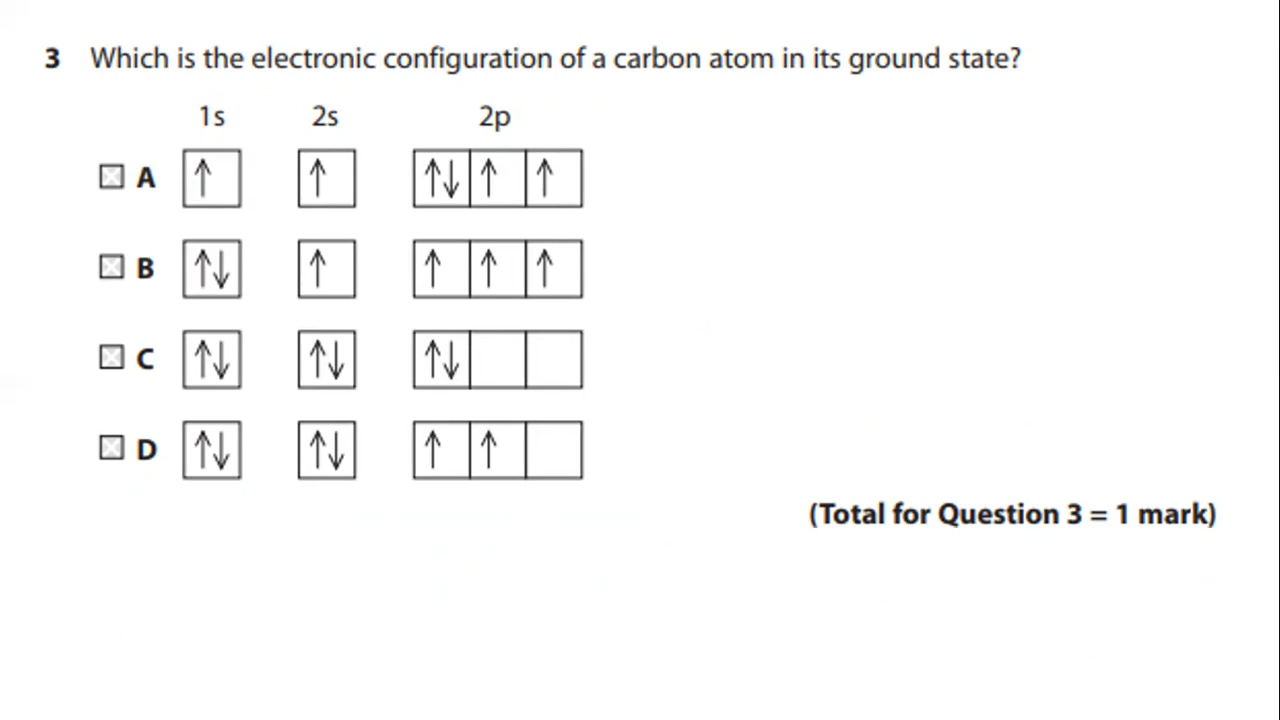 3 Which is the electronic configuration of a carbon atom in its ground state?
1s 2s 2p
A ↑ ↑ ↑↓ ↑ ↑
B ↑↓ ↑ ↑ ↑ ↑
C ↑↓ ↑↓ ↑↓
D ↑↓ ↑↓ ↑ ↑
(Total for Question 3 = 1 mark)